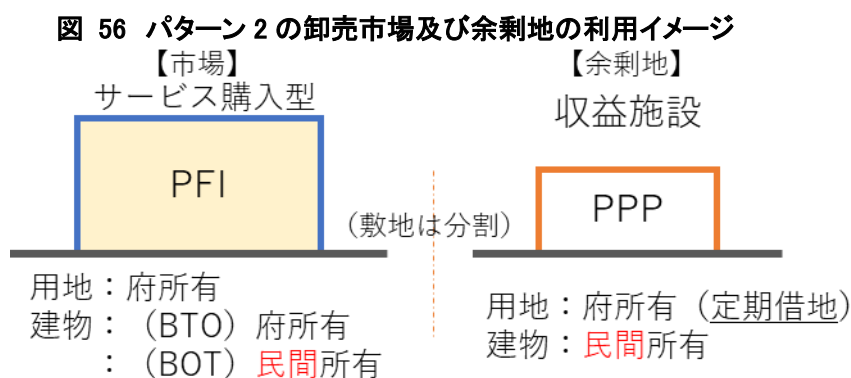 図 56 パターン 2 の卸売市場及び余剰地の利用イメージ
【市場】
サービス購入型
PFI
用地：府所有
建物：（BTO）府所有
：（BOT）民間所有
（敷地は分割）
【余剰地】
収益施設
PPP
用地：府所有（定期借地）
建物：民間所有